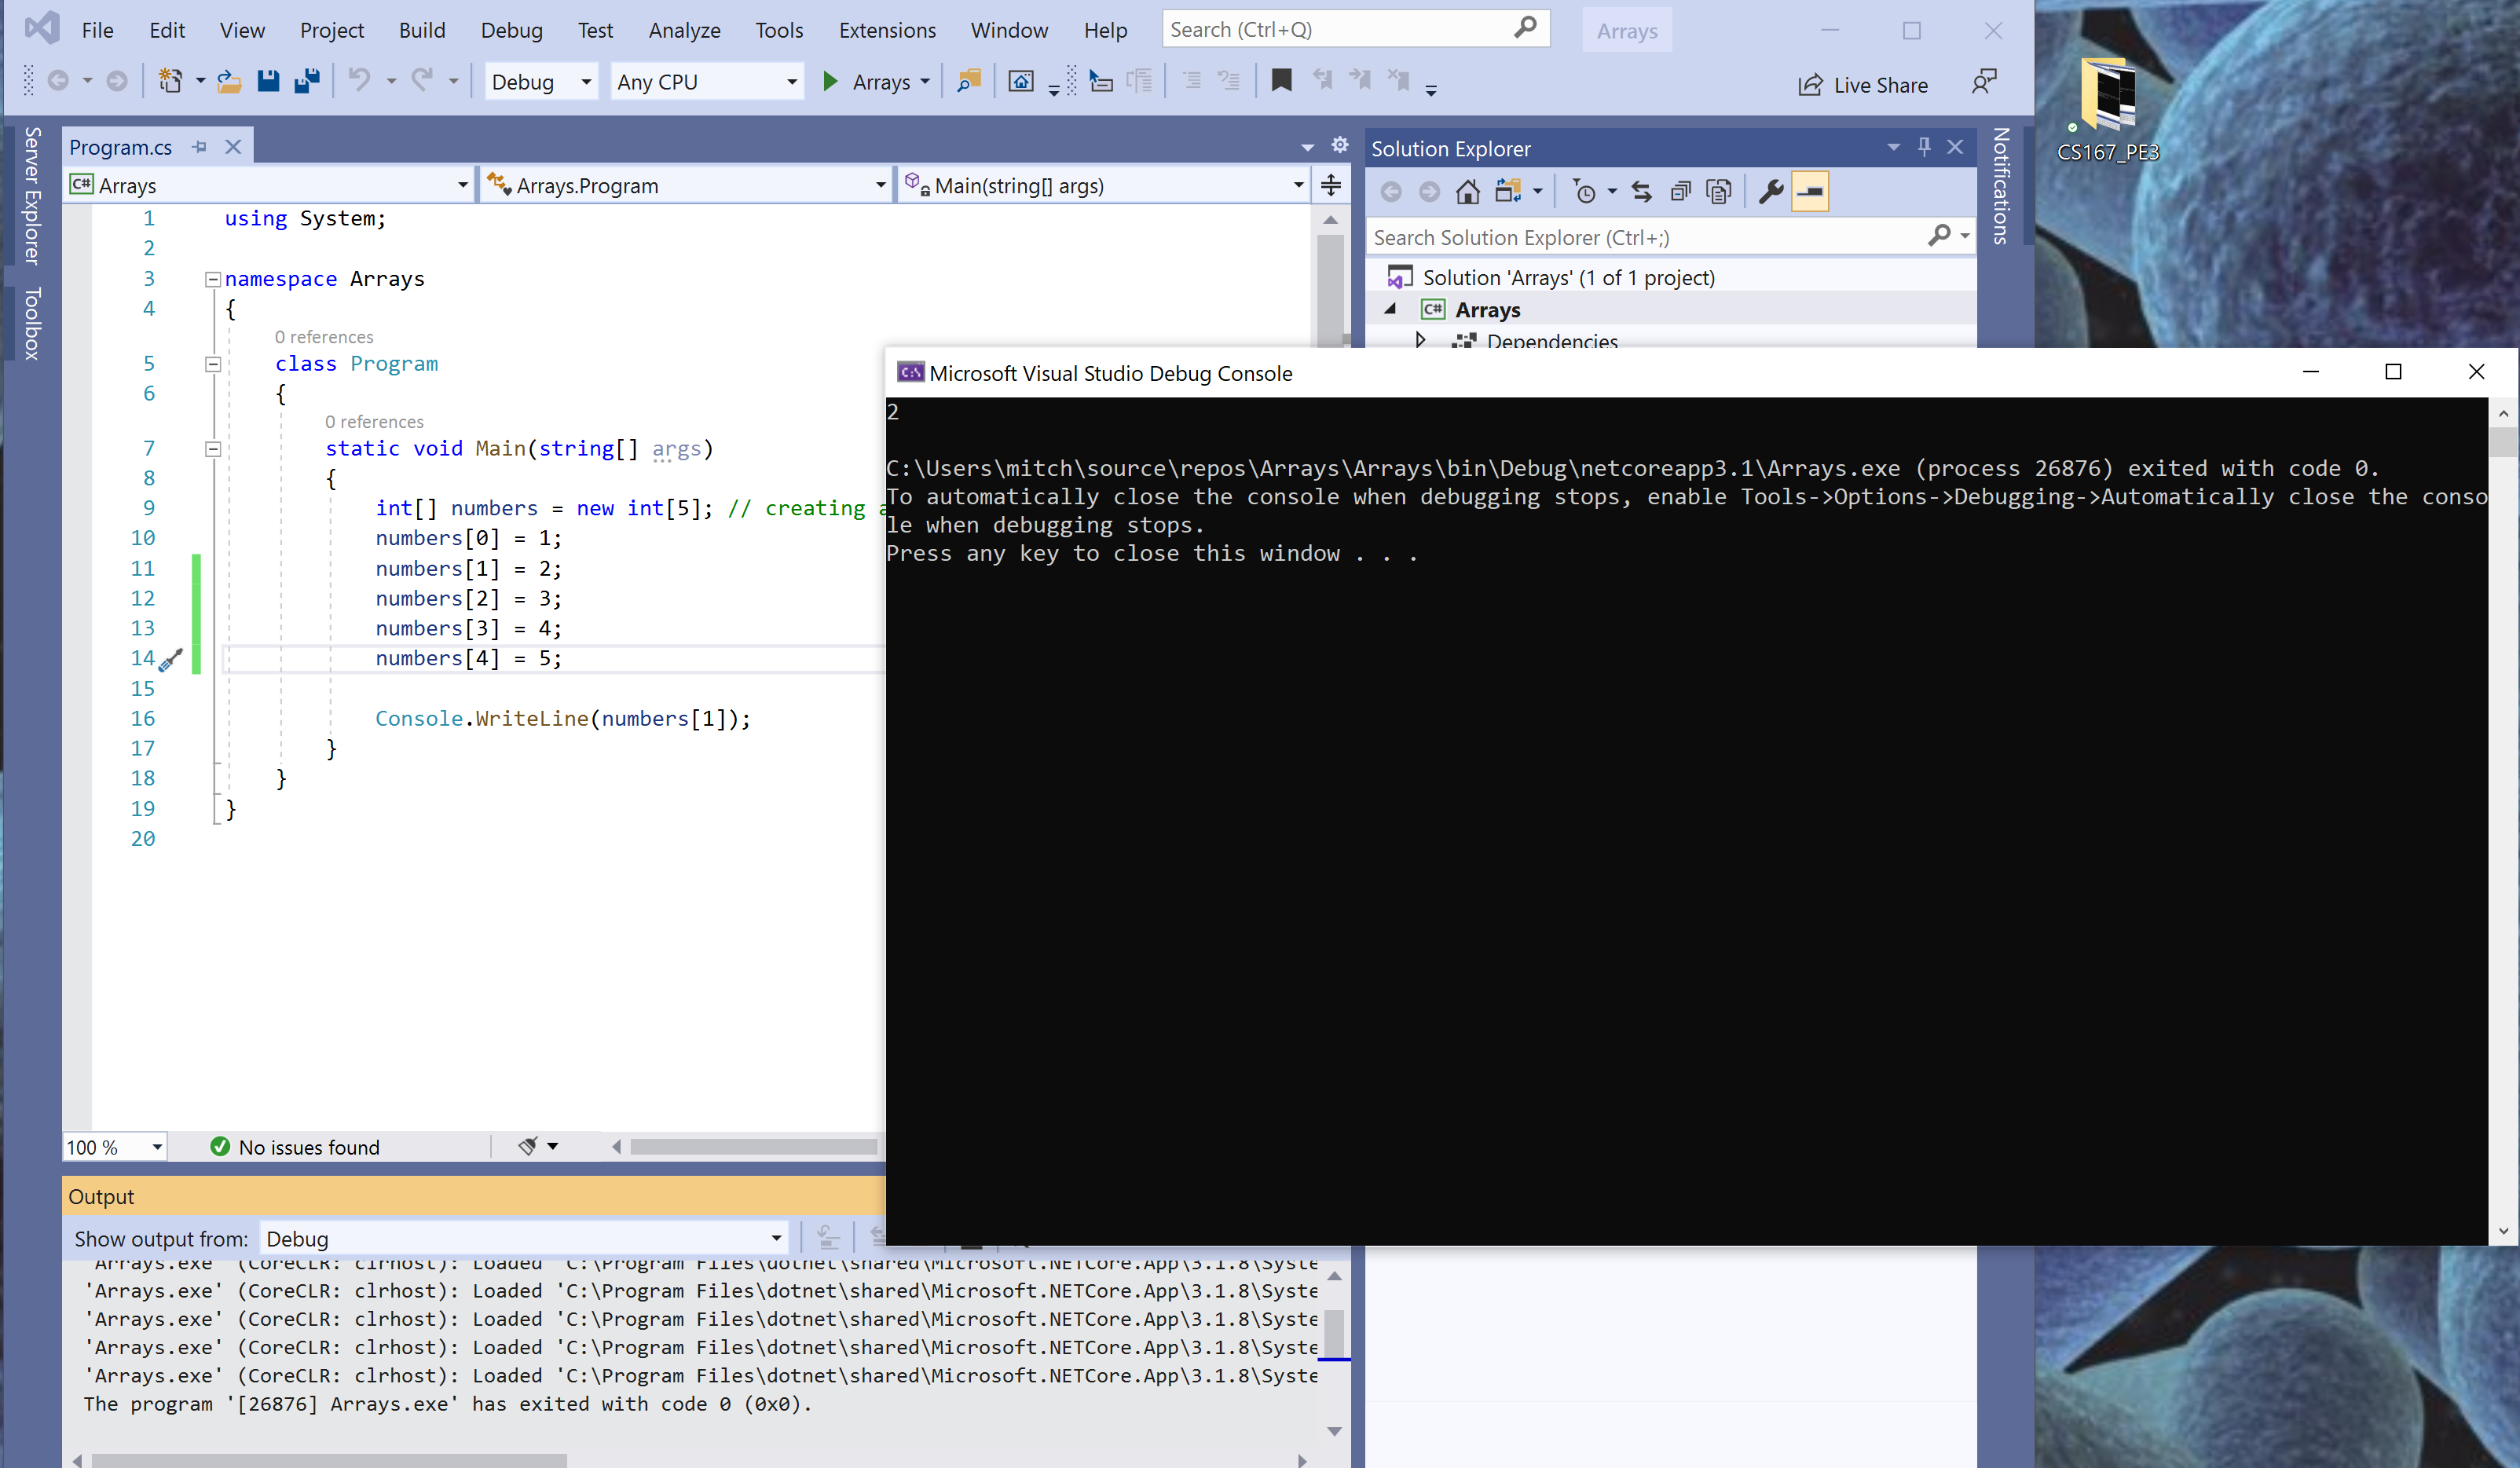 File Edit View Project Build Debug Test Analyze Tools Extensions Window Help Search (Ctrl+Q) Arrays
Debug Any CPU Arrays Live Share
Server Explorer
Toolbox
Program.cs
C# Arrays Arrays.Program Main(string[] args)
1 using System;
2
3 namespace Arrays
4 {
0 references
5 class Program
6 {
0 references
7 static void Main(string[] args)
8 {
9 int[] numbers = new int[5]; // creating
10 numbers[0] = 1;
11 numbers[1] = 2;
12 numbers[2] = 3;
13 numbers[3] = 4;
14 numbers[4] = 5;
15
16 Console.WriteLine(numbers[1]);
17 }
18 }
19 }
20
100 % No issues found
Output
Show output from: Debug
'Arrays.exe' (CoreCLR: clrhost): Loaded 'C:\Program Files\dotnet\shared\Microsoft.NETCore.App\3.1.8\Syste
'Arrays.exe' (CoreCLR: clrhost): Loaded 'C:\Program Files\dotnet\shared\Microsoft.NETCore.App\3.1.8\Syste
'Arrays.exe' (CoreCLR: clrhost): Loaded 'C:\Program Files\dotnet\shared\Microsoft.NETCore.App\3.1.8\Syste
'Arrays.exe' (CoreCLR: clrhost): Loaded 'C:\Program Files\dotnet\shared\Microsoft.NETCore.App\3.1.8\Syste
'Arrays.exe' (CoreCLR: clrhost): Loaded 'C:\Program Files\dotnet\shared\Microsoft.NETCore.App\3.1.8\Syste
The program '[26876] Arrays.exe' has exited with code 0 (0x0).
Solution Explorer
Search Solution Explorer (Ctrl+;)
Solution 'Arrays' (1 of 1 project)
C# Arrays
Dependencies
Notifications
CS167_PE3
C:\ Microsoft Visual Studio Debug Console
2
C:\Users\mitch\source\repos\Arrays\Arrays\bin\Debug\netcoreapp3.1\Arrays.exe (process 26876) exited with code 0.
To automatically close the console when debugging stops, enable Tools->Options->Debugging->Automatically close the conso
le when debugging stops.
Press any key to close this window . . .